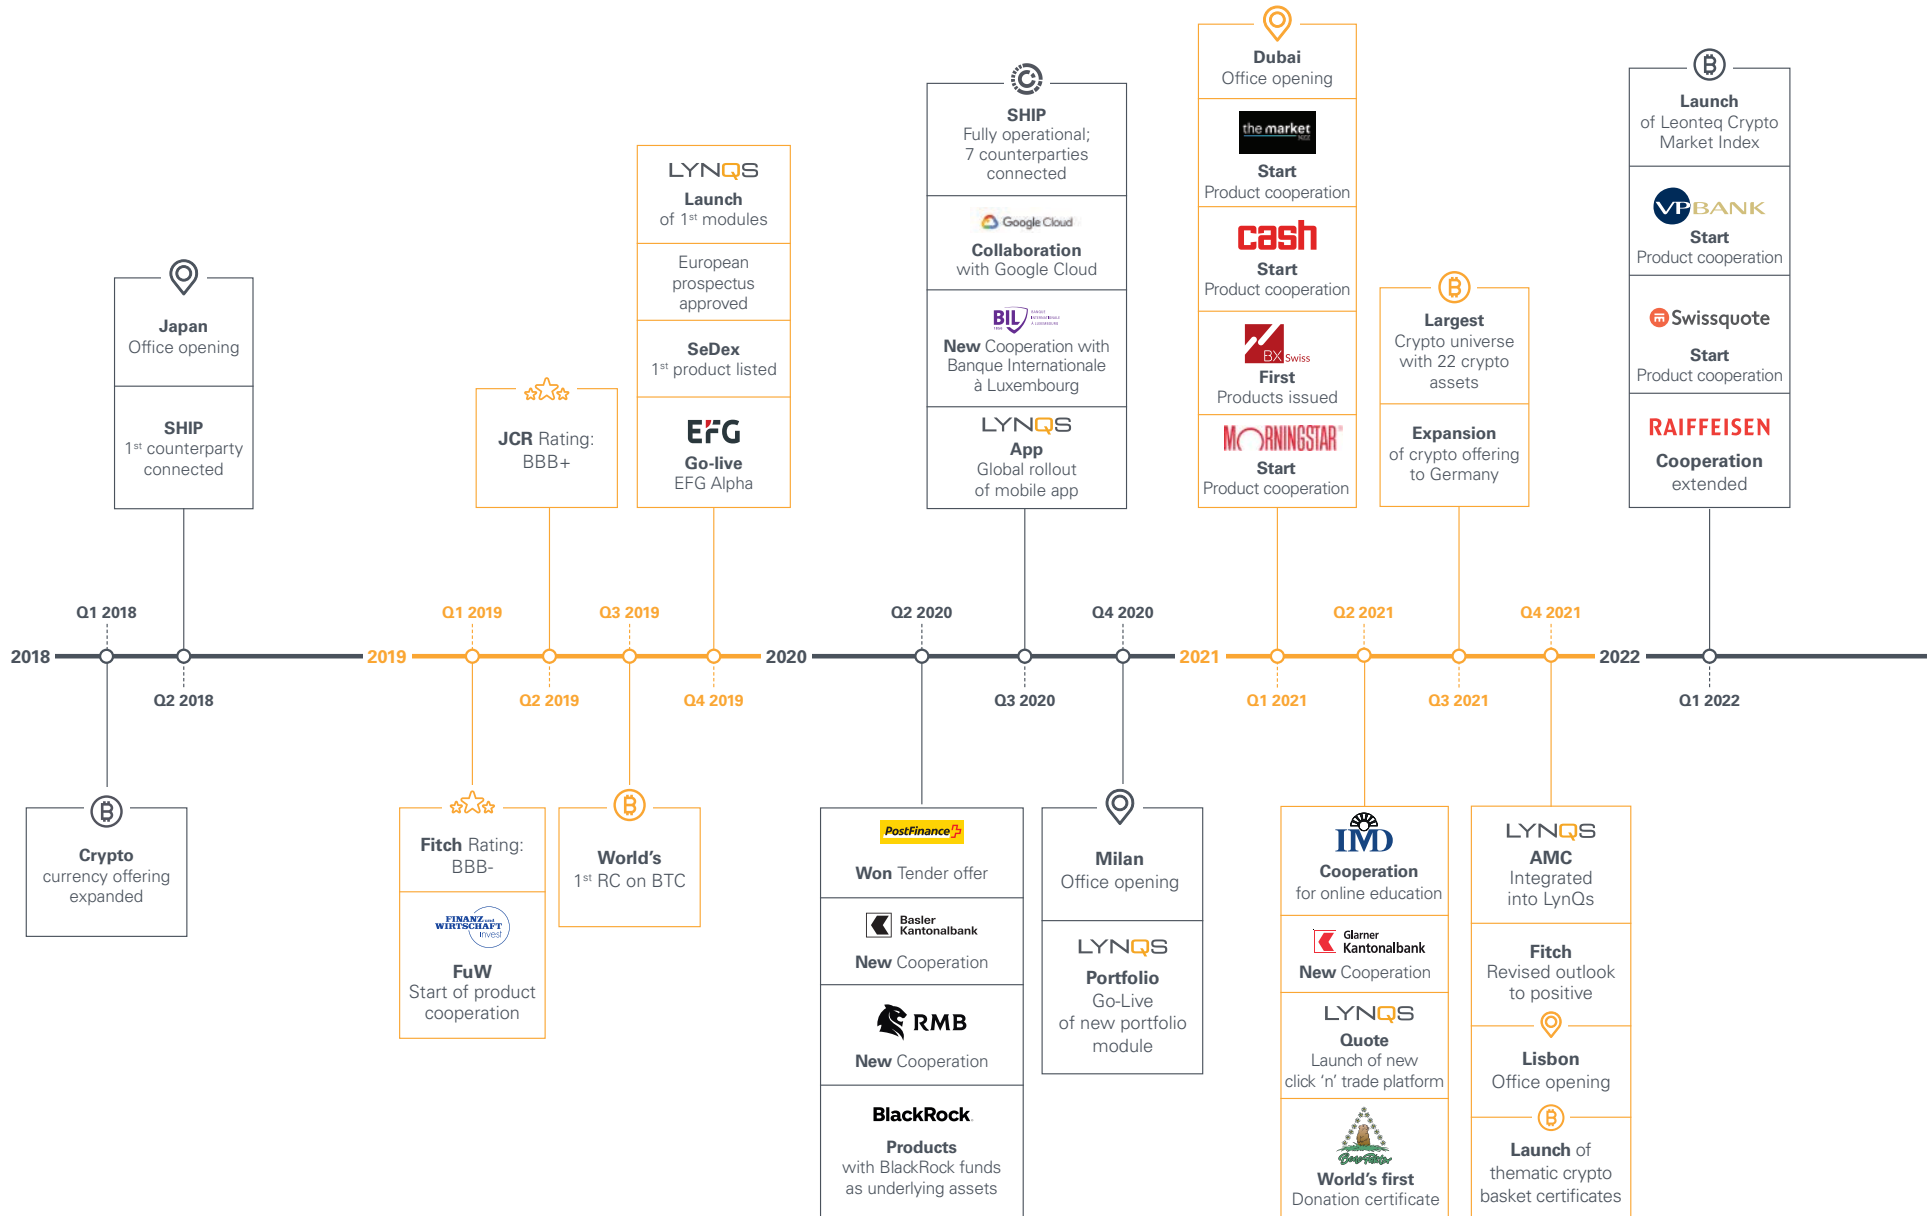 Japan
Office opening
SHIP
1st counterparty
connected
JCR Rating:
BBB+
LYNQS
Launch
of 1st modules
European
prospectus
approved
SeDex
1st product listed
EFG
Go-live
EFG Alpha
SHIP
Fully operational;
7 counterparties
connected
Google Cloud
Collaboration
with Google Cloud
BIL
BANQUE
INTERNATIONALE
À LUXEMBOURG
New Cooperation with
Banque Internationale
à Luxembourg
LYNQS
App
Global rollout
of mobile app
Dubai
Office opening
the market
Start
Product cooperation
cash
Start
Product cooperation
BX Swiss
First
Products issued
MORNINGSTAR
Start
Product cooperation
Largest
Crypto universe
with 22 crypto
assets
Expansion
of crypto offering
to Germany
Launch
of Leonteq Crypto
Market Index
VP BANK
Start
Product cooperation
Swissquote
Start
Product cooperation
RAIFFEISEN
Cooperation
extended
Q1 2018
Q1 2019
Q3 2019
Q2 2020
Q4 2020
Q2 2021
Q4 2021
2018
2019
2020
2021
2022
Q2 2018
Q2 2019
Q4 2019
Q3 2020
Q1 2021
Q3 2021
Q1 2022
Crypto
currency offering
expanded
Fitch Rating:
BBB-
FINANZ und
WIRTSCHAFT
invest
FuW
Start of product
cooperation
World's
1st RC on BTC
PostFinance
Won Tender offer
Basler
Kantonalbank
New Cooperation
RMB
New Cooperation
BlackRock.
Products
with BlackRock funds
as underlying assets
Milan
Office opening
LYNQS
Portfolio
Go-Live
of new portfolio
module
IMD
Cooperation
for online education
Glarner
Kantonalbank
New Cooperation
LYNQS
Quote
Launch of new
click ‘n’ trade platform
World's first
Donation certificate
LYNQS
AMC
Integrated
into LynQs
Fitch
Revised outlook
to positive
Lisbon
Office opening
Launch of
thematic crypto
basket certificates